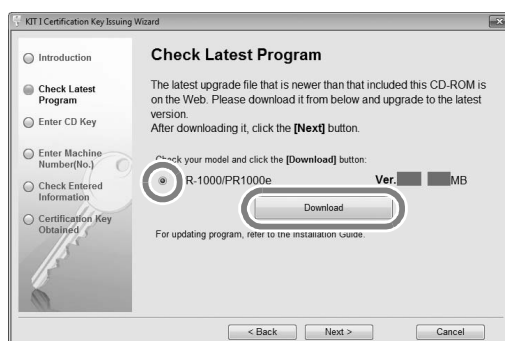 KIT I Certification Key Issuing Wizard
Introduction
Check Latest
Program
Enter CD Key
Enter Machine
Number(No.)
Check Entered
Information
Certification Key
Obtained
Check Latest Program
The latest upgrade file that is newer than that included this CD-ROM is
on the Web. Please download it from below and upgrade to the latest
version.
After downloading it, click the [Next] button.
Check your model and click the [Download] button:
R-1000/PR1000e Ver. MB
Download
For updating program, refer to the Installation Guide.
< Back Next > Cancel